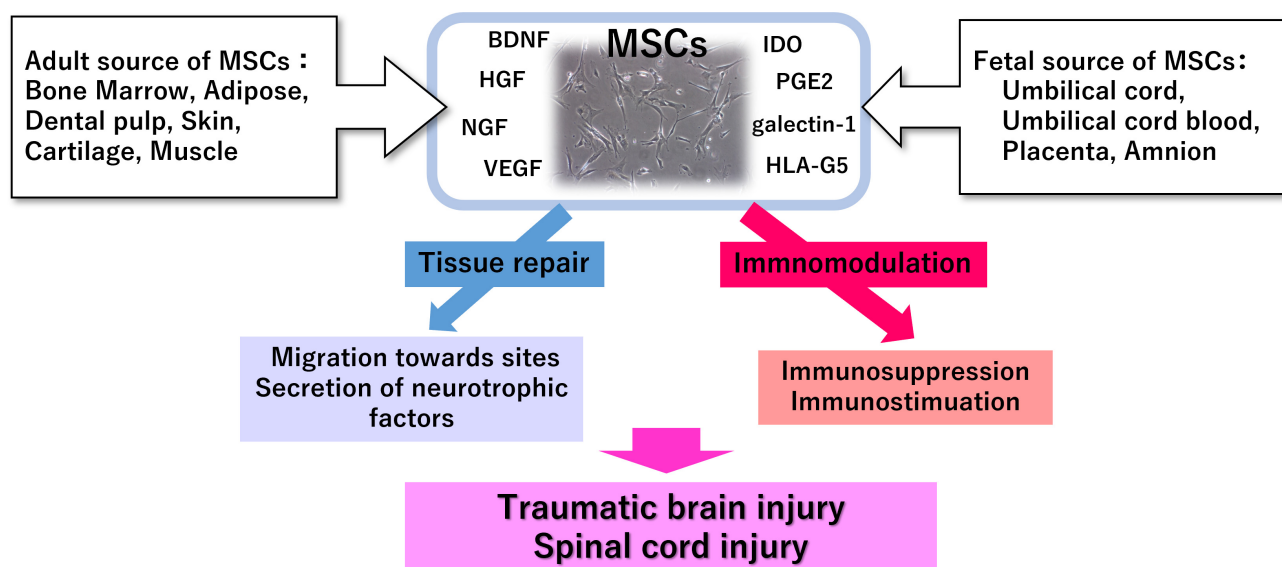 Adult source of MSCs：
Bone Marrow, Adipose,
Dental pulp, Skin,
Cartilage, Muscle
MSCs
BDNF
HGF
NGF
VEGF
IDO
PGE2
galectin-1
HLA-G5
Fetal source of MSCs：
Umbilical cord,
Umbilical cord blood,
Placenta, Amnion
Tissue repair
Immnomodulation
Migration towards sites
Secretion of neurotrophic
factors
Immunosuppression
Immunostimuation
Traumatic brain injury
Spinal cord injury